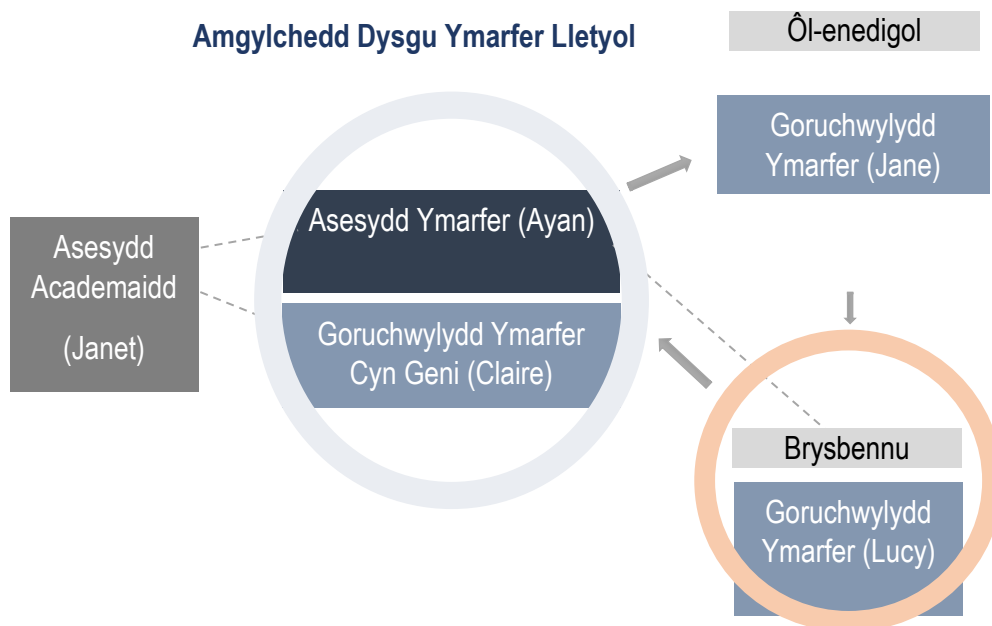 Amgylchedd Dysgu Ymarfer Lletyol
Ôl-enedigol
Goruchwylydd
Ymarfer (Jane)
Asesydd Ymarfer (Ayan)
Asesydd
Academaidd
(Janet)
Goruchwylydd Ymarfer
Cyn Geni (Claire)
Brysbennu
Goruchwylydd
Ymarfer (Lucy)